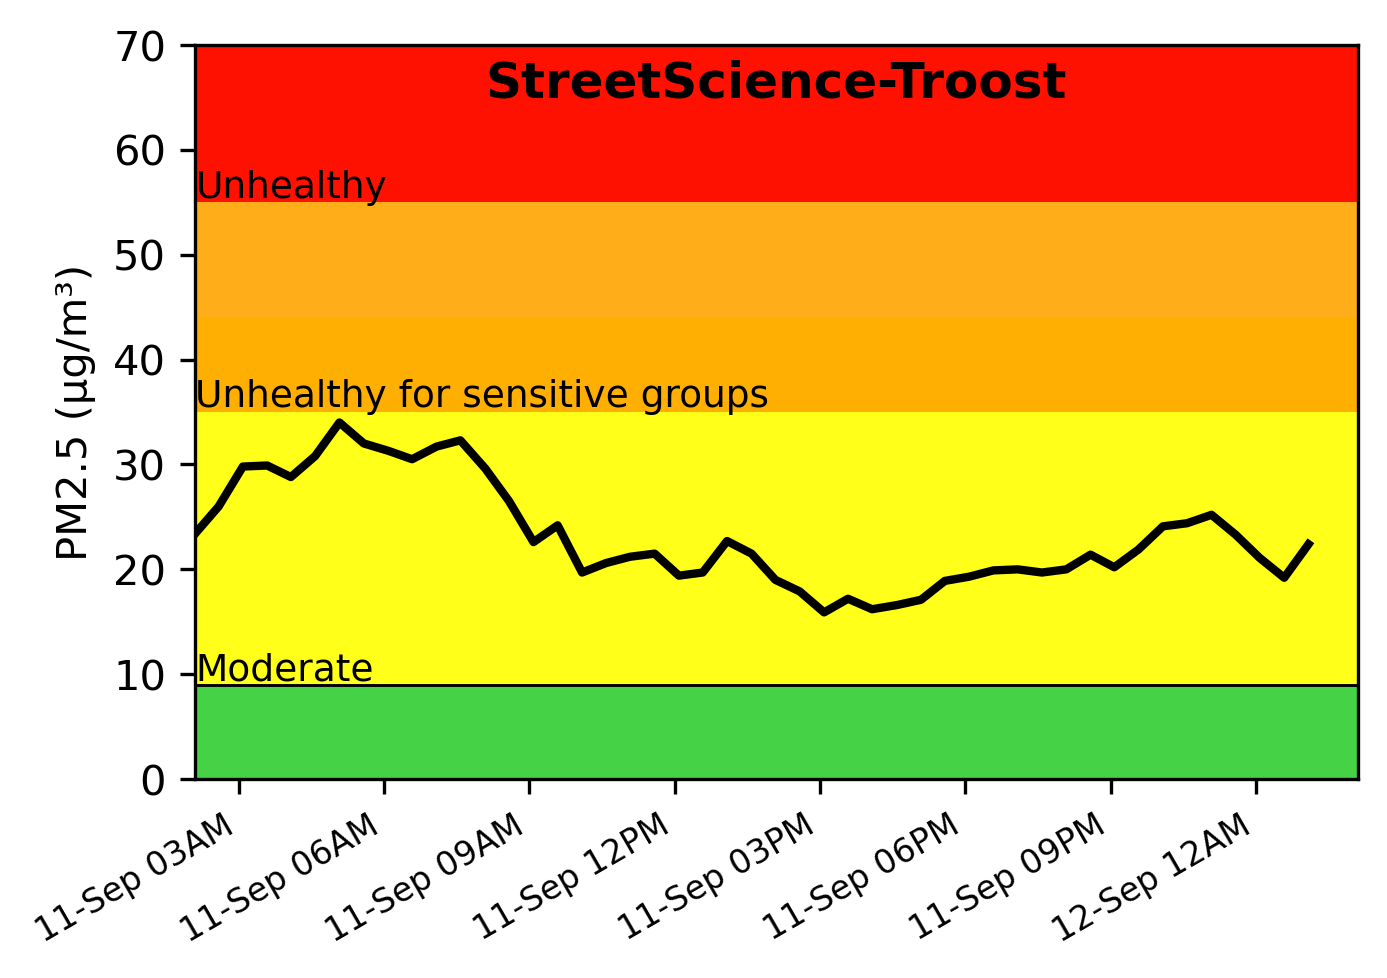 StreetScience-Troost
70
60
50
40
30
20
10
0
PM2.5 (µg/m³)
Unhealthy
Unhealthy for sensitive groups
Moderate
11-Sep 03AM
11-Sep 06AM
11-Sep 09AM
11-Sep 12PM
11-Sep 03PM
11-Sep 06PM
11-Sep 09PM
12-Sep 12AM